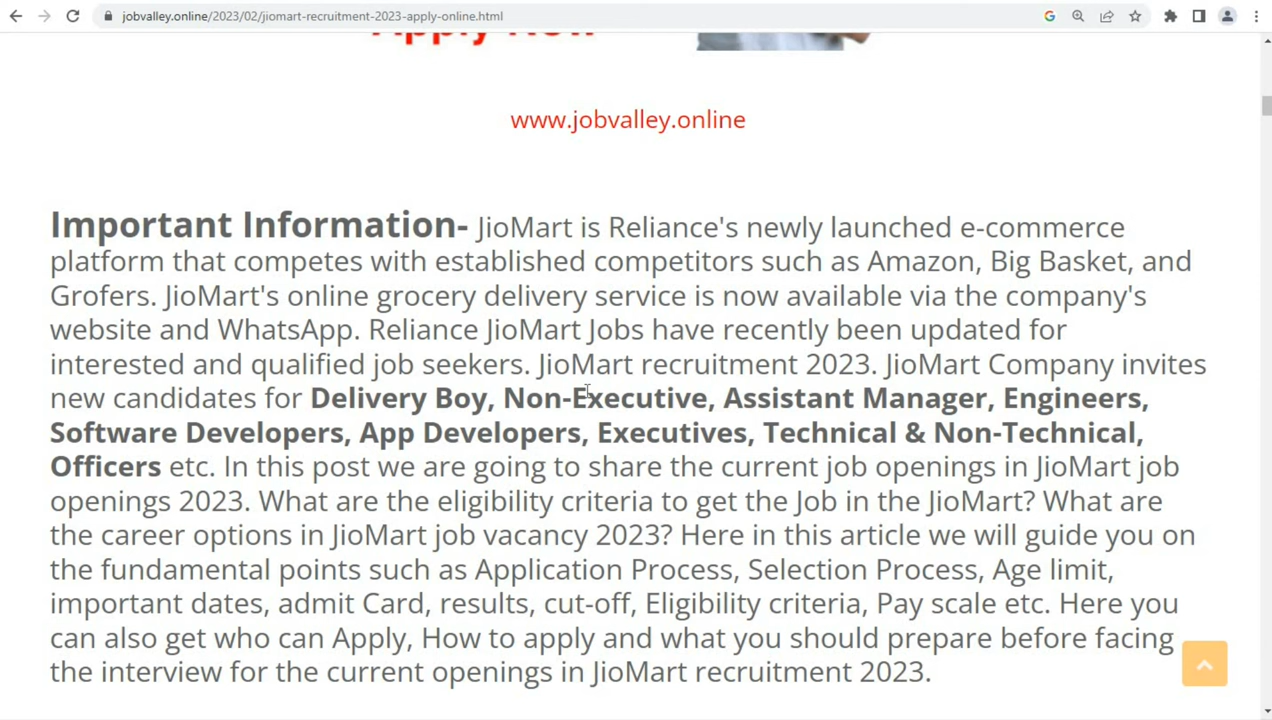 jobvalley.online/2023/02/jiomart-recruitment-2023-apply-online.html
Apply Now
www.jobvalley.online
Important Information- JioMart is Reliance's newly launched e-commerce
platform that competes with established competitors such as Amazon, Big Basket, and
Grofers. JioMart's online grocery delivery service is now available via the company's
website and WhatsApp. Reliance JioMart Jobs have recently been updated for
interested and qualified job seekers. JioMart recruitment 2023. JioMart Company invites
new candidates for Delivery Boy, Non-Executive, Assistant Manager, Engineers,
Software Developers, App Developers, Executives, Technical & Non-Technical,
Officers etc. In this post we are going to share the current job openings in JioMart job
openings 2023. What are the eligibility criteria to get the Job in the JioMart? What are
the career options in JioMart job vacancy 2023? Here in this article we will guide you on
the fundamental points such as Application Process, Selection Process, Age limit,
important dates, admit Card, results, cut-off, Eligibility criteria, Pay scale etc. Here you
can also get who can Apply, How to apply and what you should prepare before facing
the interview for the current openings in JioMart recruitment 2023.